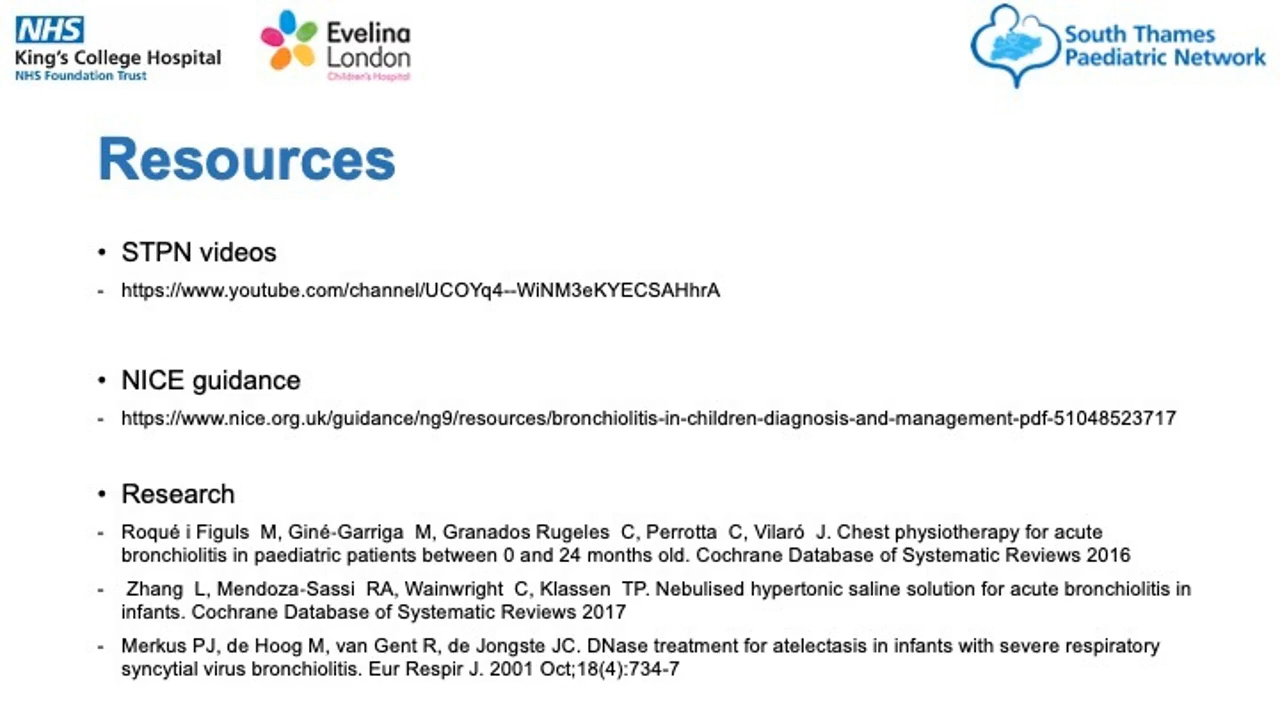 NHS
King's College Hospital
NHS Foundation Trust
Evelina
London
Children's Hospital
South Thames
Paediatric Network
Resources
• STPN videos
- https://www.youtube.com/channel/UCOYq4--WiNM3eKYECSAHhrA
• NICE guidance
- https://www.nice.org.uk/guidance/ng9/resources/bronchiolitis-in-children-diagnosis-and-management-pdf-51048523717
• Research
- Roqué i Figuls M, Giné-Garriga M, Granados Rugeles C, Perrotta C, Vilaró J. Chest physiotherapy for acute
bronchiolitis in paediatric patients between 0 and 24 months old. Cochrane Database of Systematic Reviews 2016
- Zhang L, Mendoza-Sassi RA, Wainwright C, Klassen TP. Nebulised hypertonic saline solution for acute bronchiolitis in
infants. Cochrane Database of Systematic Reviews 2017
- Merkus PJ, de Hoog M, van Gent R, de Jongste JC. DNase treatment for atelectasis in infants with severe respiratory
syncytial virus bronchiolitis. Eur Respir J. 2001 Oct;18(4):734-7